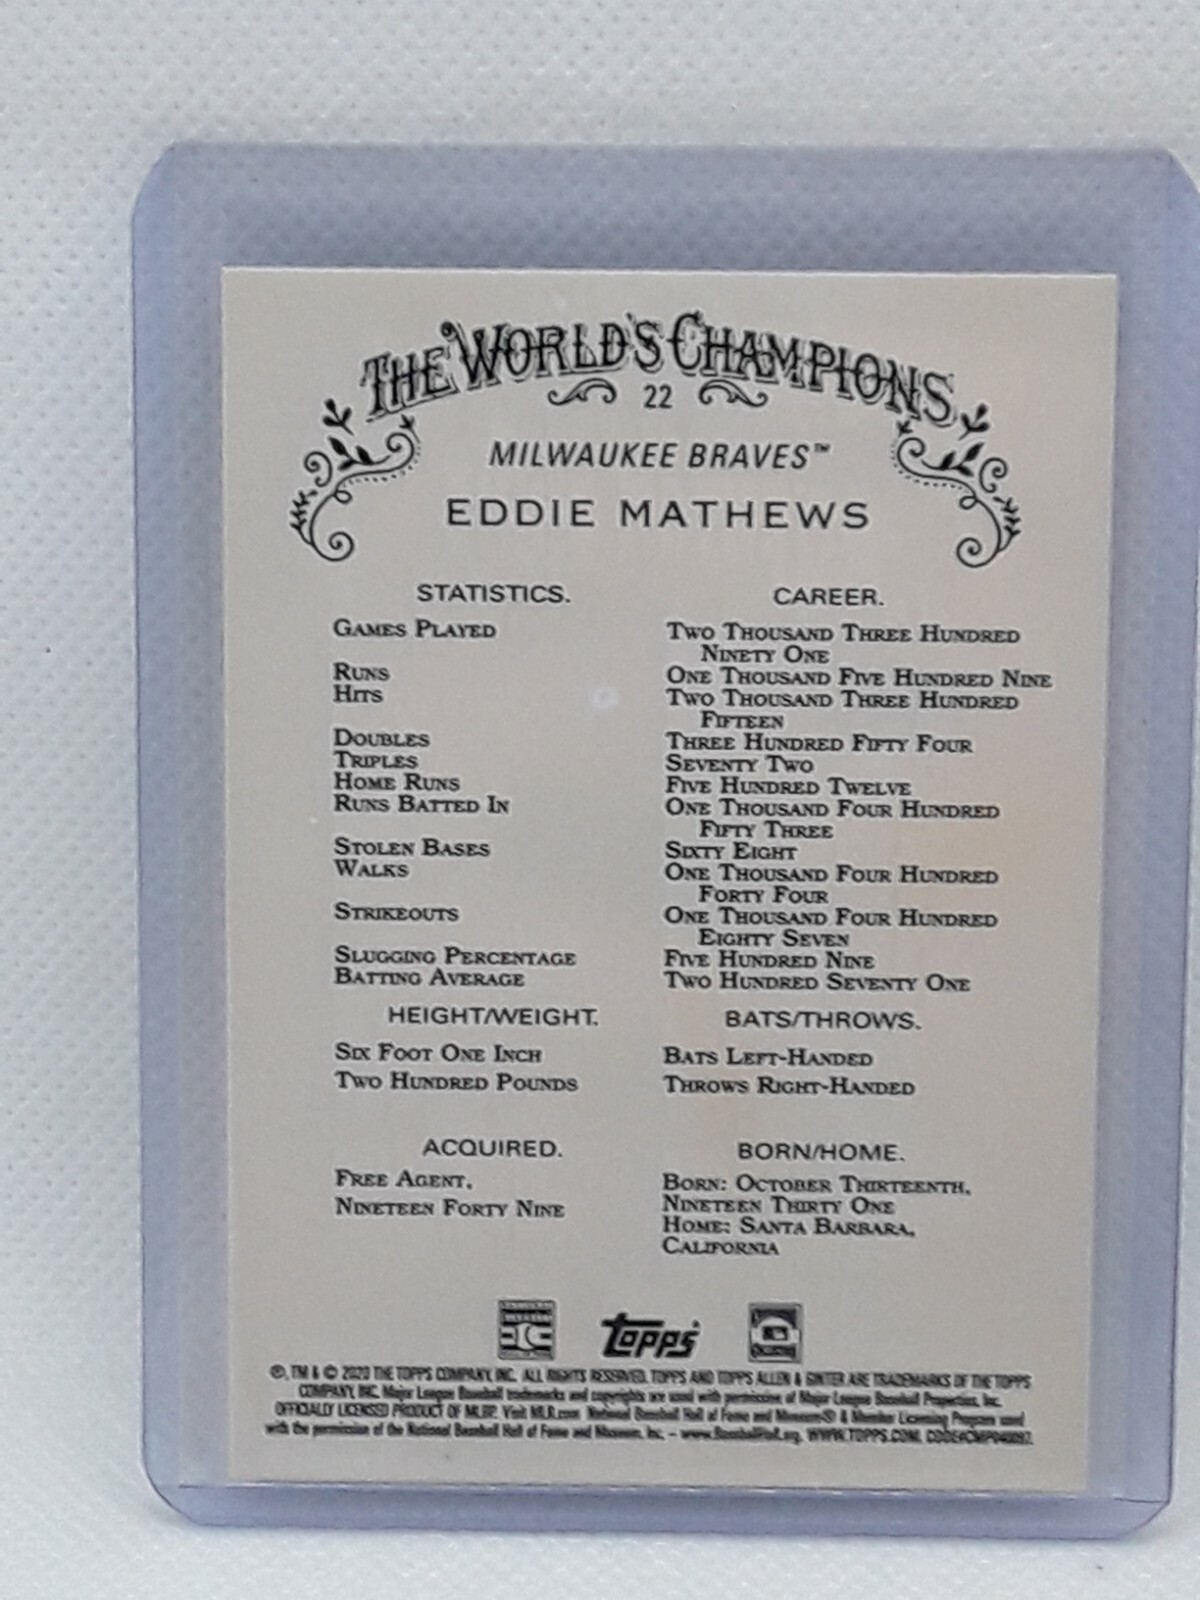 THE WORLD'S CHAMPIONS
22
MILWAUKEE BRAVES™
EDDIE MATHEWS
STATISTICS. CAREER.
GAMES PLAYED TWO THOUSAND THREE HUNDRED
NINETY ONE
RUNS ONE THOUSAND FIVE HUNDRED NINE
HITS TWO THOUSAND THREE HUNDRED
FIFTEEN
DOUBLES THREE HUNDRED FIFTY FOUR
TRIPLES SEVENTY TWO
HOME RUNS FIVE HUNDRED TWELVE
RUNS BATTED IN ONE THOUSAND FOUR HUNDRED
FIFTY THREE
STOLEN BASES SIXTY EIGHT
WALKS ONE THOUSAND FOUR HUNDRED
FORTY FOUR
STRIKEOUTS ONE THOUSAND FOUR HUNDRED
EIGHTY SEVEN
SLUGGING PERCENTAGE FIVE HUNDRED NINE
BATTING AVERAGE TWO HUNDRED SEVENTY ONE
HEIGHT/WEIGHT. BATS/THROWS.
SIX FOOT ONE INCH BATS LEFT-HANDED
TWO HUNDRED POUNDS THROWS RIGHT-HANDED
ACQUIRED. BORN/HOME.
FREE AGENT, BORN: OCTOBER THIRTEENTH,
NINETEEN FORTY NINE NINETEEN THIRTY ONE
HOME: SANTA BARBARA,
CALIFORNIA
topps
®, TM & © 2020 THE TOPPS COMPANY, INC. ALL RIGHTS RESERVED. TOPPS AND TOPPS ALLEN & GINTER ARE TRADEMARKS OF THE TOPPS
COMPANY, INC. Major League Baseball trademarks and copyrights are used with permission of Major League Baseball Properties, Inc.
OFFICIALLY LICENSED PRODUCT OF MLBP. Visit MLB.com National Baseball Hall of Fame and Museum® & Member Licensing Program used
with the permission of the National Baseball Hall of Fame and Museum, Inc. – www.BaseballHall.org. WWW.TOPPS.COM.